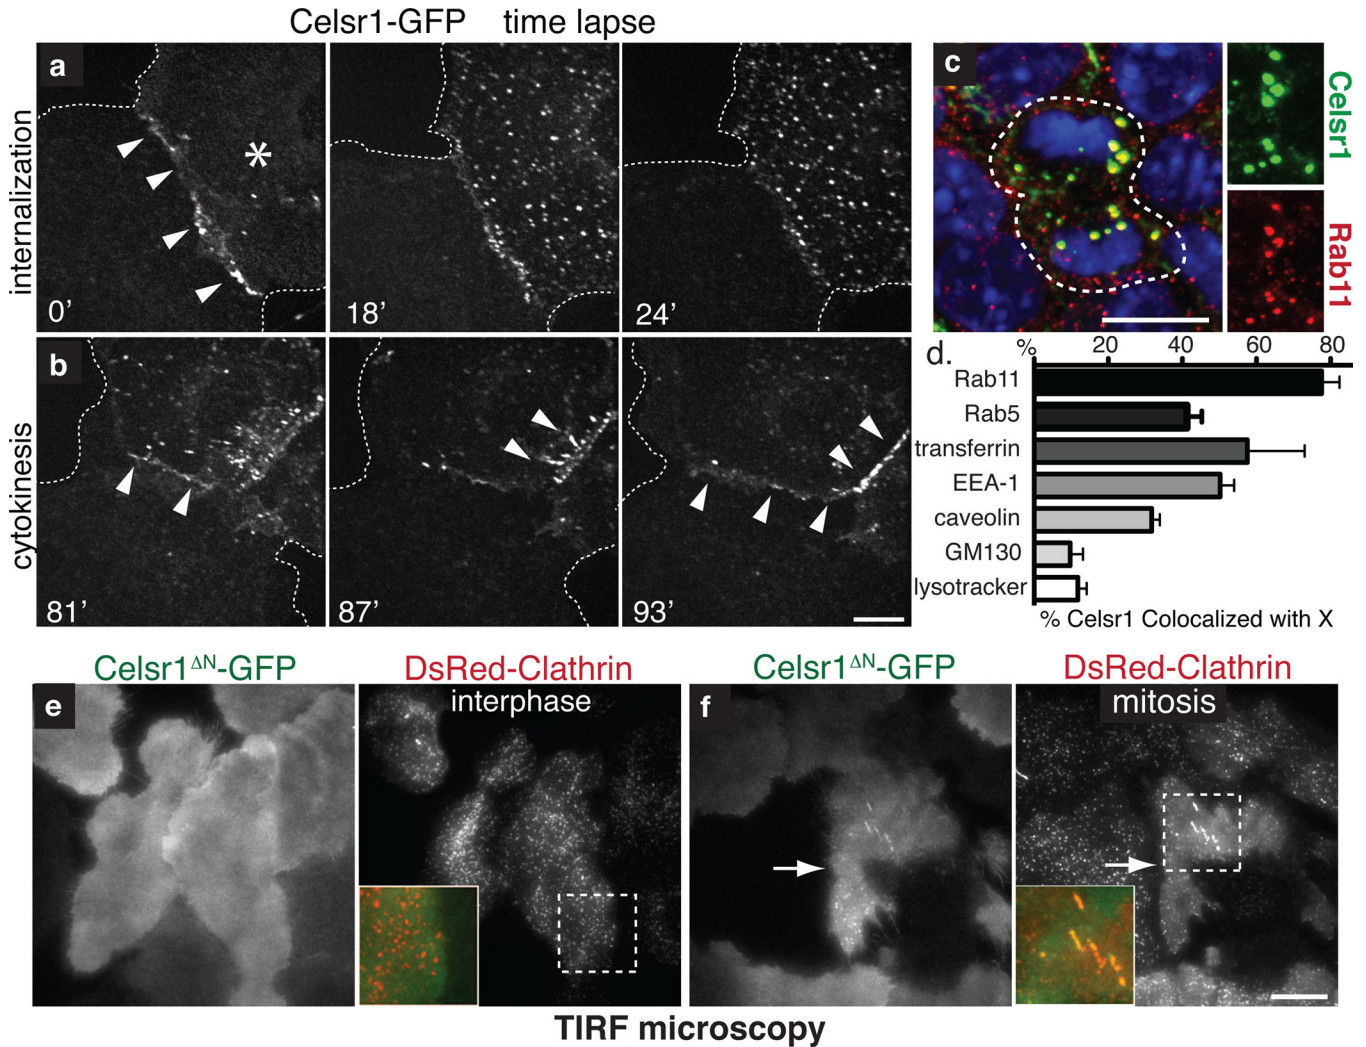 Celsr1-GFP time lapse
a
internalization
*
0’
18’
24’
b
cytokinesis
81’
87’
93’
c
Celsr1
Rab11
d.
% 20 40 60 80
Rab11
Rab5
transferrin
EEA-1
caveolin
GM130
lysotracker
% Celsr1 Colocalized with X
Celsr1ΔN-GFP DsRed-Clathrin
e
interphase
Celsr1ΔN-GFP DsRed-Clathrin
f
mitosis
TIRF microscopy